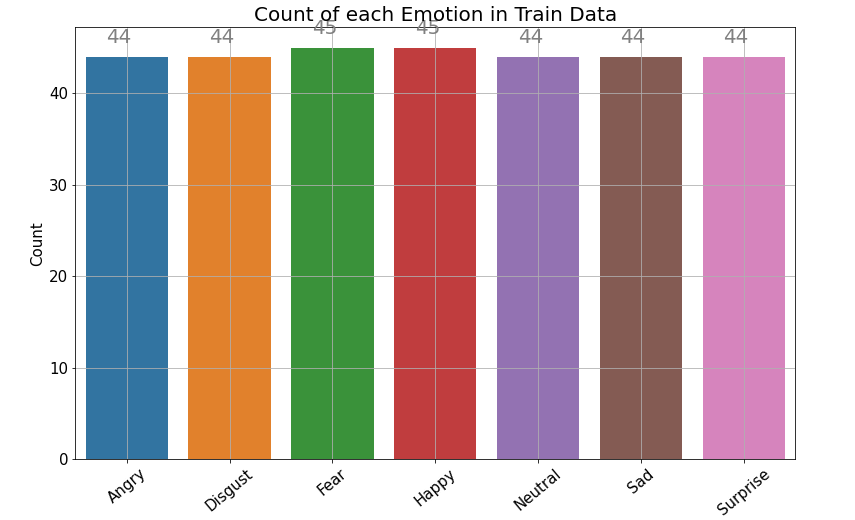 Count of each Emotion in Train Data
44 44 45 45 44 44 44
40
30
20
10
0
Count
Angry Disgust Fear Happy Neutral Sad Surprise